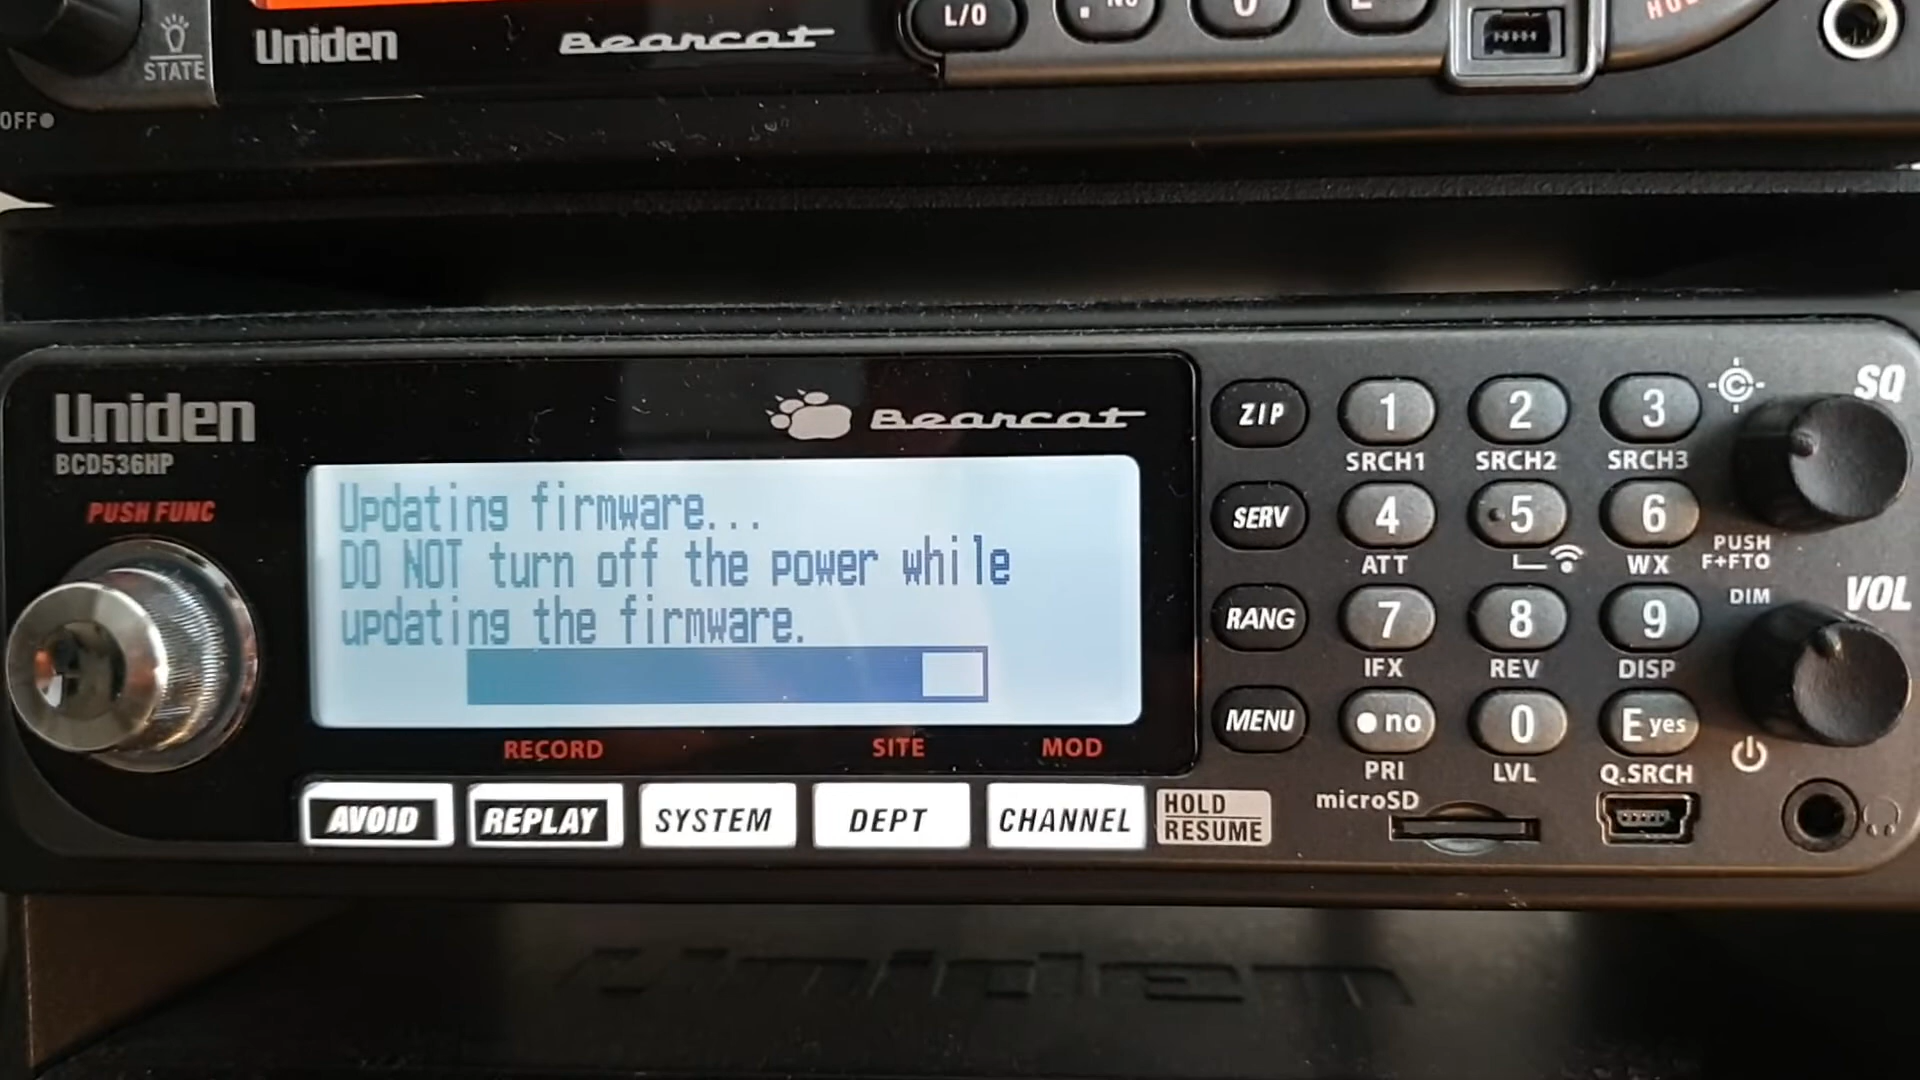 L/O
STATE
Uniden
Bearcat
OFF
Uniden
BCD536HP
Bearcat
PUSH FUNC
Updating firmware...
DO NOT turn off the power while
updating the firmware.
RECORD
SITE
MOD
AVOID
REPLAY
SYSTEM
DEPT
CHANNEL
HOLD
RESUME
ZIP
1
2
3
SQ
SRCH1
SRCH2
SRCH3
SERV
4
5
6
ATT
WX
PUSH
F+FTO
RANG
7
8
9
DIM
VOL
IFX
REV
DISP
MENU
no
0
E yes
PRI
LVL
Q.SRCH
microSD
Uniden